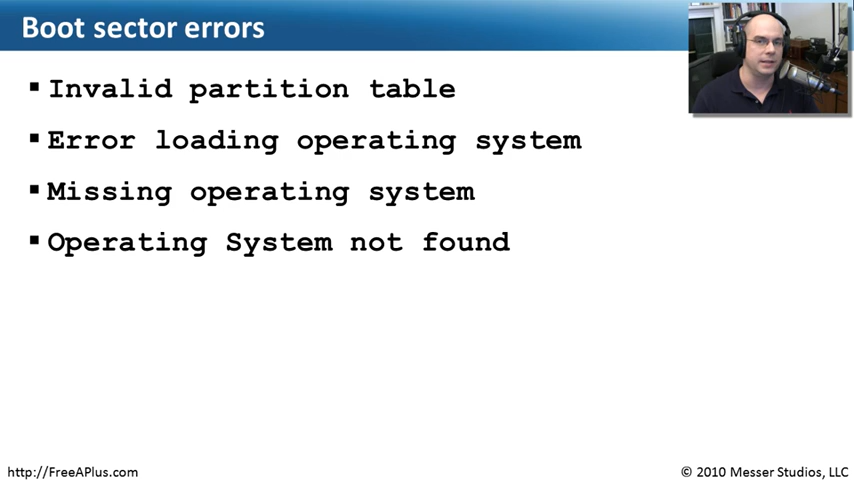 Boot sector errors
▪ Invalid partition table
▪ Error loading operating system
▪ Missing operating system
▪ Operating System not found
http://FreeAPlus.com
© 2010 Messer Studios, LLC